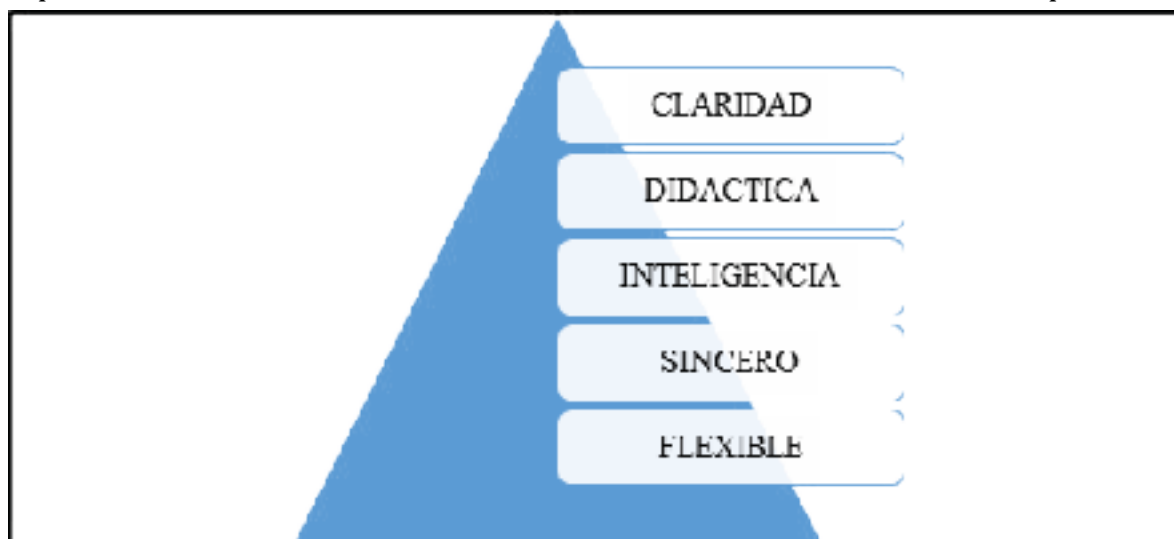 CLARIDAD
DIDACTICA
INTELIGENCIA
SINCERO
FLEXIBLE